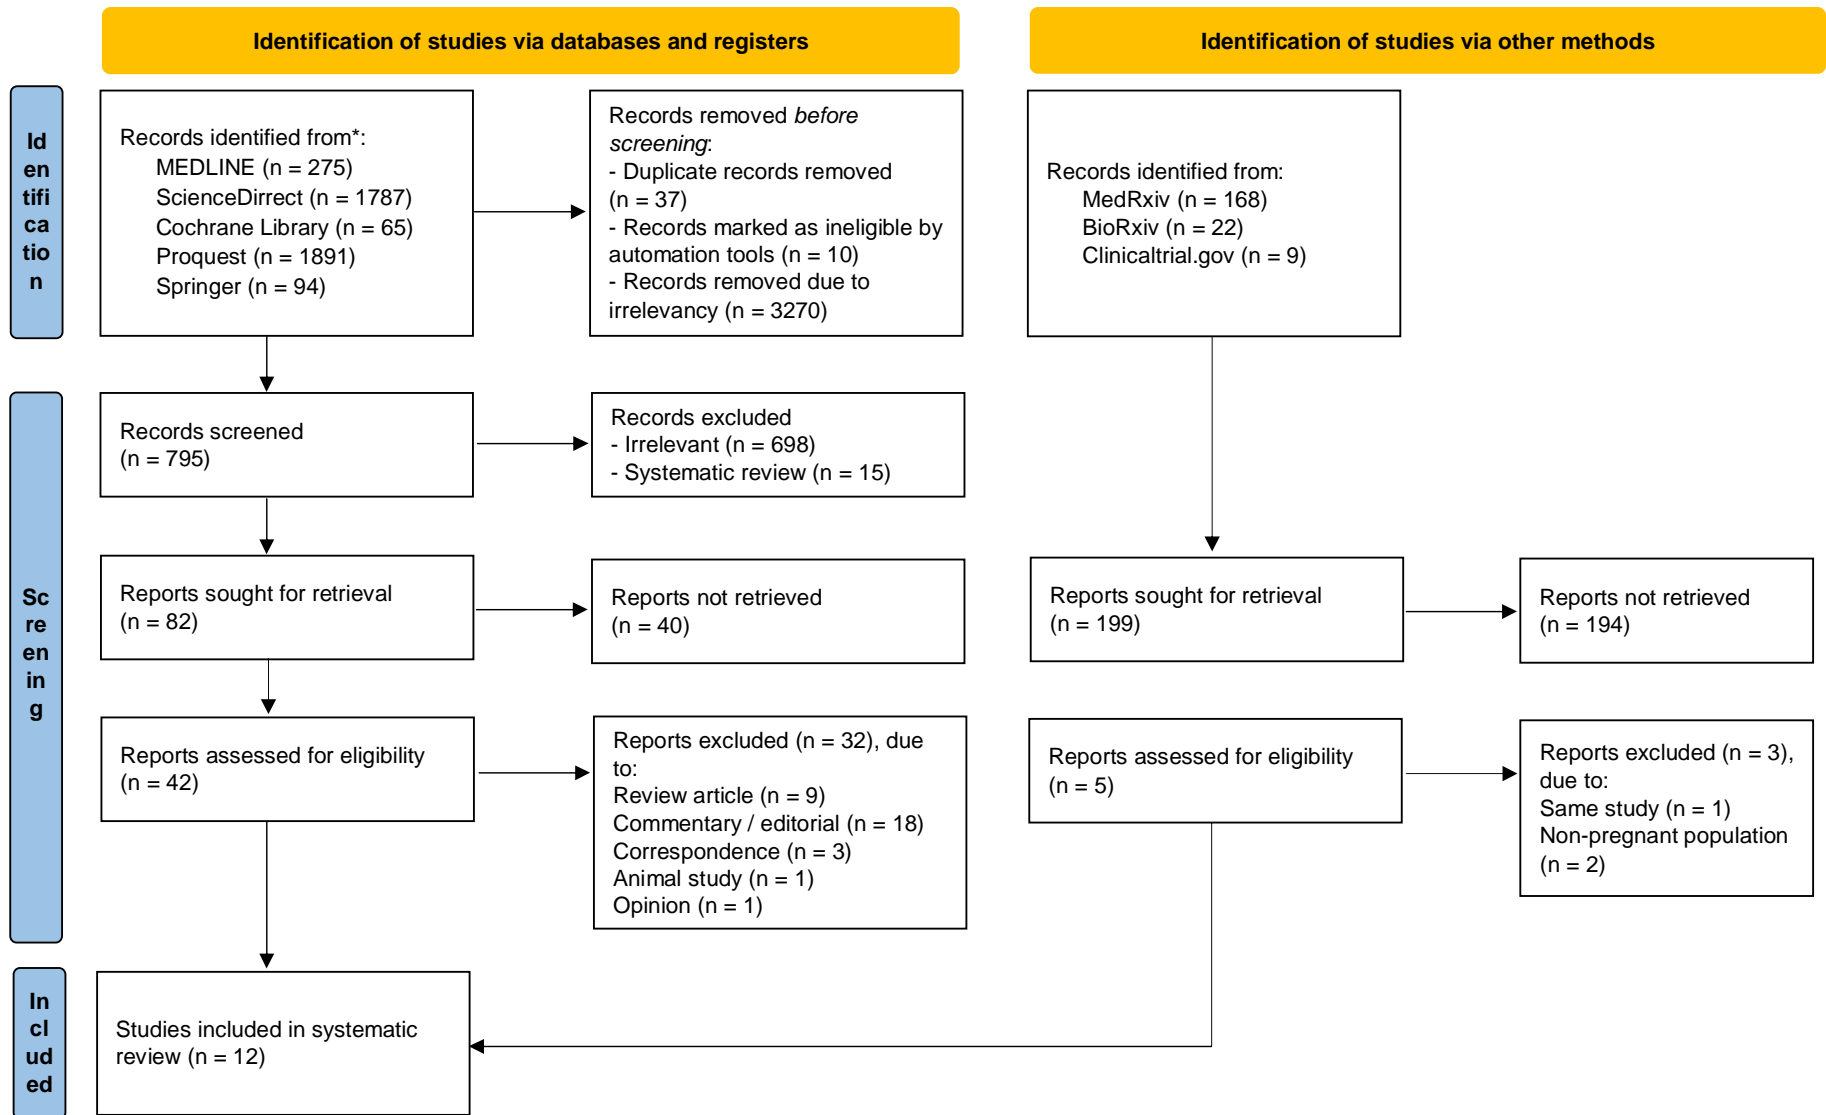 Identification of studies via databases and registers
Identification of studies via other methods
Id
en
tifi
ca
tio
n
Records identified from*:
MEDLINE (n = 275)
ScienceDirrect (n = 1787)
Cochrane Library (n = 65)
Proquest (n = 1891)
Springer (n = 94)
Records removed before
screening:
- Duplicate records removed
(n = 37)
- Records marked as ineligible by
automation tools (n = 10)
- Records removed due to
irrelevancy (n = 3270)
Records identified from:
MedRxiv (n = 168)
BioRxiv (n = 22)
Clinicaltrial.gov (n = 9)
Sc
re
en
in
g
Records screened
(n = 795)
Records excluded
- Irrelevant (n = 698)
- Systematic review (n = 15)
Reports sought for retrieval
(n = 82)
Reports not retrieved
(n = 40)
Reports sought for retrieval
(n = 199)
Reports not retrieved
(n = 194)
Reports assessed for eligibility
(n = 42)
Reports excluded (n = 32), due
to:
Review article (n = 9)
Commentary / editorial (n = 18)
Correspondence (n = 3)
Animal study (n = 1)
Opinion (n = 1)
Reports assessed for eligibility
(n = 5)
Reports excluded (n = 3),
due to:
Same study (n = 1)
Non-pregnant population
(n = 2)
In
cl
ud
ed
Studies included in systematic
review (n = 12)